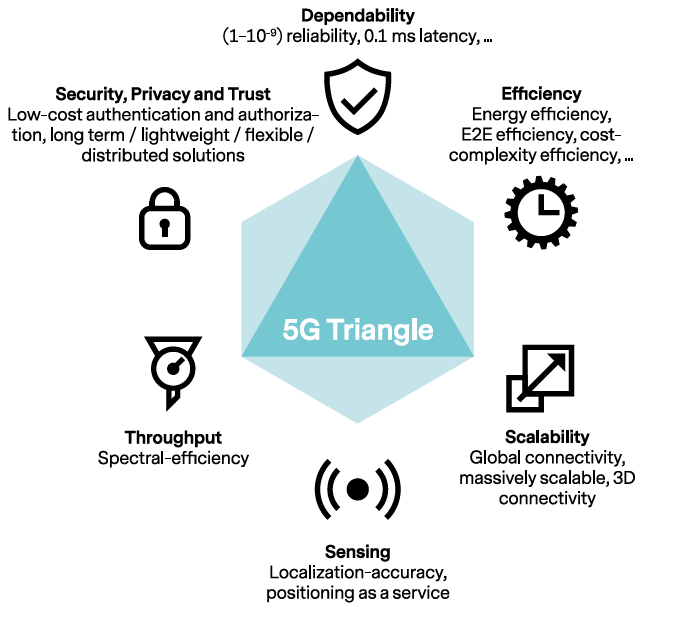 Dependability
(1–10⁻⁹) reliability, 0.1 ms latency, ...
Security, Privacy and Trust
Low-cost authentication and authoriza-
tion, long term / lightweight / flexible /
distributed solutions
Efficiency
Energy efficiency,
E2E efficiency, cost-
complexity efficiency, ...
5G Triangle
Throughput
Spectral-efficiency
Scalability
Global connectivity,
massively scalable, 3D
connectivity
Sensing
Localization-accuracy,
positioning as a service